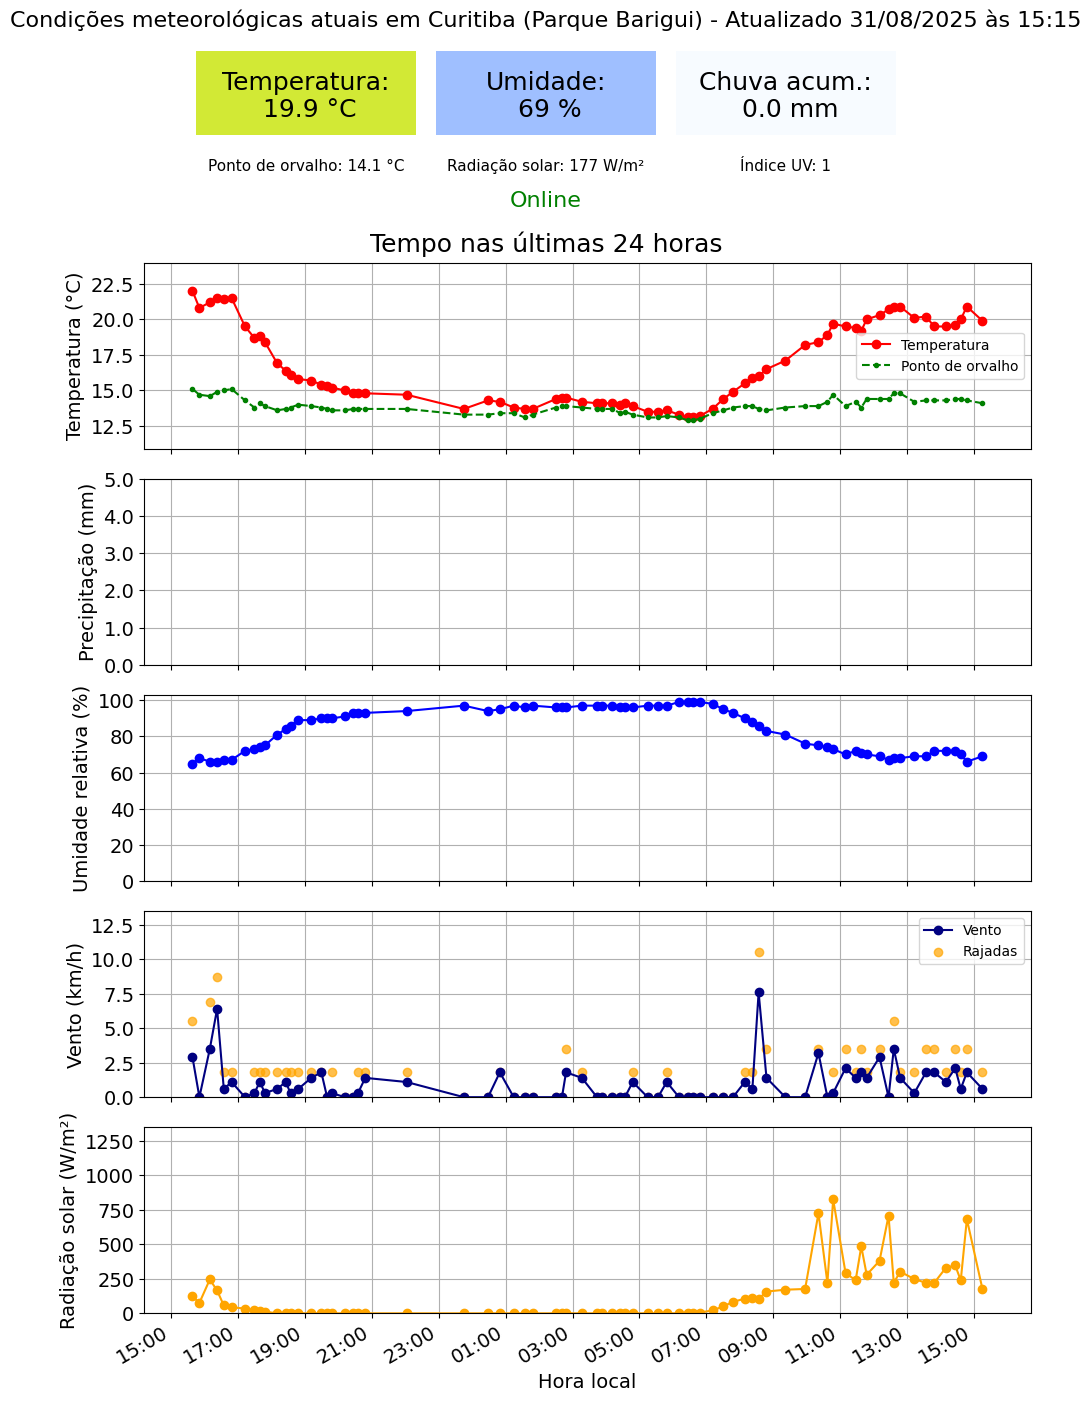 Condições meteorológicas atuais em Curitiba (Parque Barigui) - Atualizado 31/08/2025 às 15:15
Temperatura:
19.9 °C
Umidade:
69 %
Chuva acum.:
0.0 mm
Ponto de orvalho: 14.1 °C
Radiação solar: 177 W/m²
Índice UV: 1
Online
Tempo nas últimas 24 horas
Temperatura (°C)
22.5
20.0
17.5
15.0
12.5
Temperatura
Ponto de orvalho
Precipitação (mm)
5.0
4.0
3.0
2.0
1.0
0.0
Umidade relativa (%)
100
80
60
40
20
0
Vento (km/h)
12.5
10.0
7.5
5.0
2.5
0.0
Vento
Rajadas
Radiação solar (W/m²)
1250
1000
750
500
250
0
15:00
17:00
19:00
21:00
23:00
01:00
03:00
05:00
07:00
09:00
11:00
13:00
15:00
Hora local